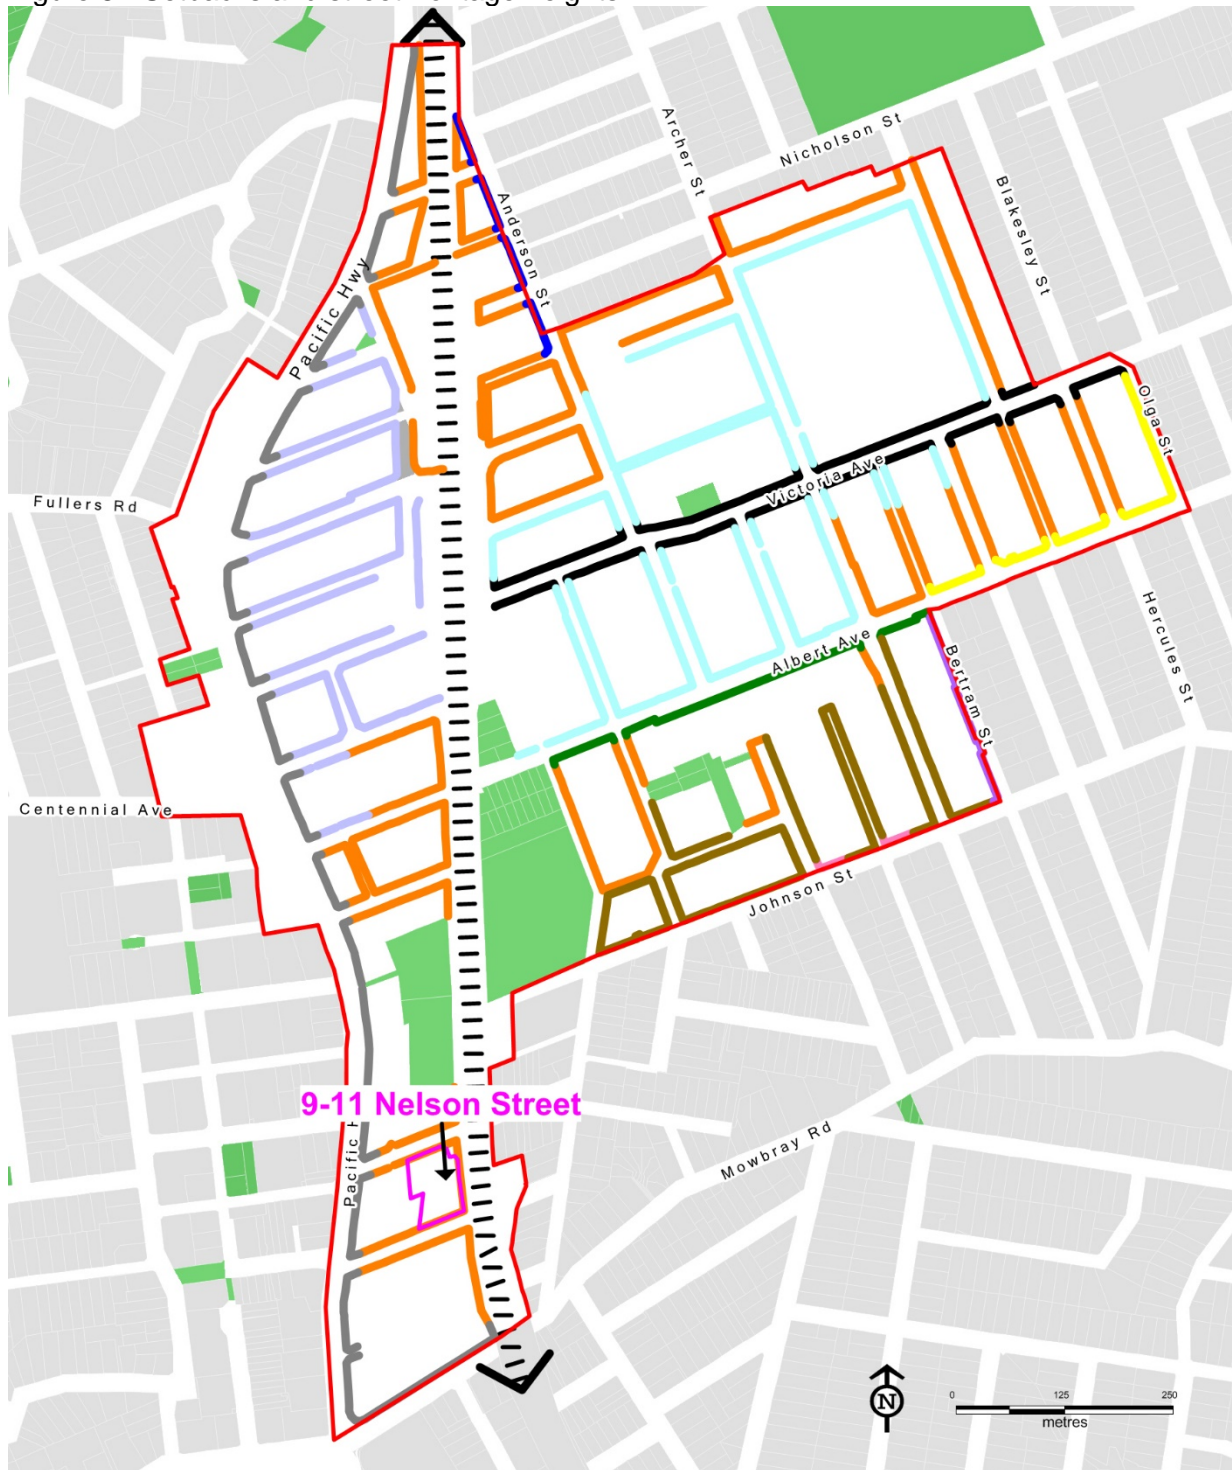 Archer St
Nicholson St
Blakesley St
Anderson St
Pacific Hwy
Olga St
Fullers Rd
Victoria Ave
Hercules St
Albert Ave
Bertram St
Centennial Ave
Johnson St
9-11 Nelson Street
Pacific H
Mowbray Rd
N
0 125 250
metres